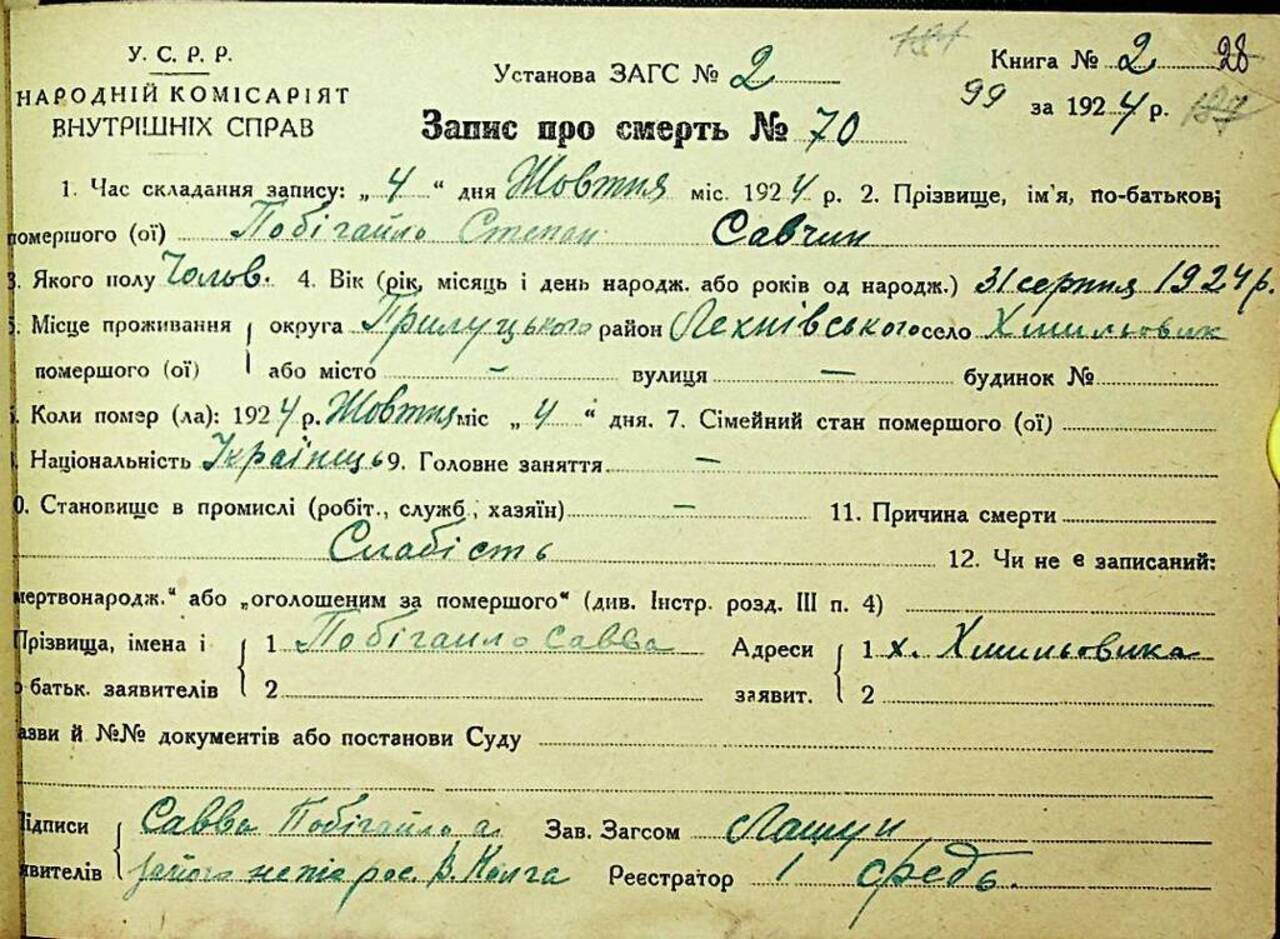 У. С. Р. Р.
НАРОДНІЙ КОМІСАРІЯТ
ВНУТРІШНІХ СПРАВ
Установа ЗАГС № 2
Книга № 2 28
99 за 1924 р.
Запис про смерть № 70
1. Час складання запису: „ 4 “ дня Жовтня міс. 1924 р. 2. Прізвище, ім'я, по-батькові
помершого (ої) Побігайло Степан Савчин
3. Якого полу Чолов. 4. Вік (рік, місяць і день народж. або років од народж.) 31 серпня 1924 р.
5. Місце проживання округа Прилуцького район Лехнівського село Хмильовик
помершого (ої) або місто – вулиця — будинок №
. Коли помер (ла): 1924 р. Жовтня міс „ 4 “ дня. 7. Сімейний стан помершого (ої)
Національність Українець 9. Головне заняття –
0. Становище в промислі (робіт., служб., хазяїн) – 11. Причина смерти
Слабість 12. Чи не є записаний:
мертвонародж.“ або „оголошеним за помершого“ (див. Інстр. розд. III п. 4)
Прізвища, імена і 1 Побігайло Савва Адреси 1 х. Хмильовика
о батьк. заявителів 2 заявит. 2
азви й №№ документів або постанови Суду
Підписи Савва Побігайло а Зав. Загсом
явителів рос. В. Реєстратор